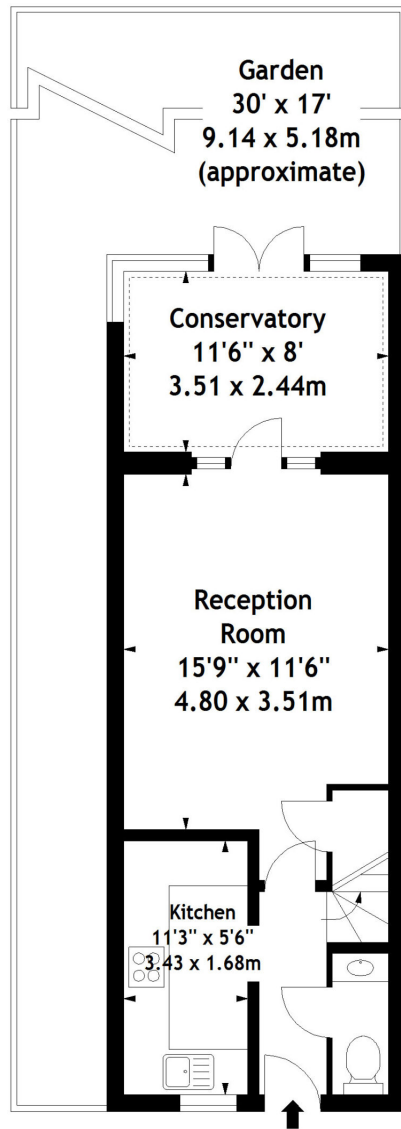 Garden
30' x 17'
9.14 x 5.18m
(approximate)
Conservatory
11'6" x 8'
3.51 x 2.44m
Reception
Room
15'9" x 11'6"
4.80 x 3.51m
Kitchen
11'3" x 5'6"
3.43 x 1.68m